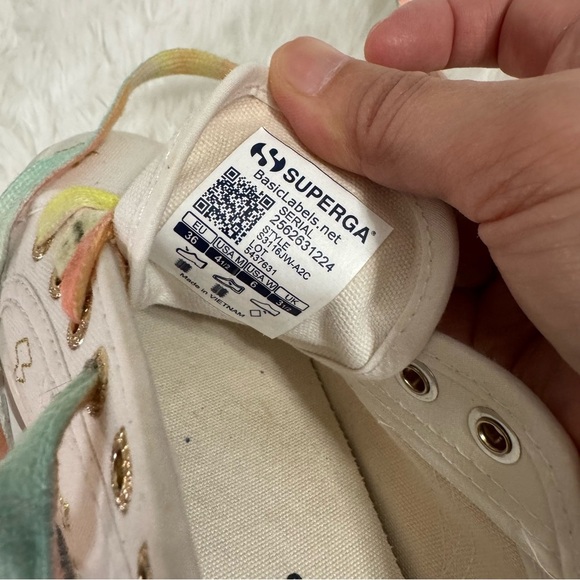 SUPERGA®
BasicLabels.net
SERIAL
2562631224
STYLE
S3116JW-A2C
LOT
5437631
EU USA M USA W UK
36 4 1/2 6 3 1/2
Made in VIETNAM